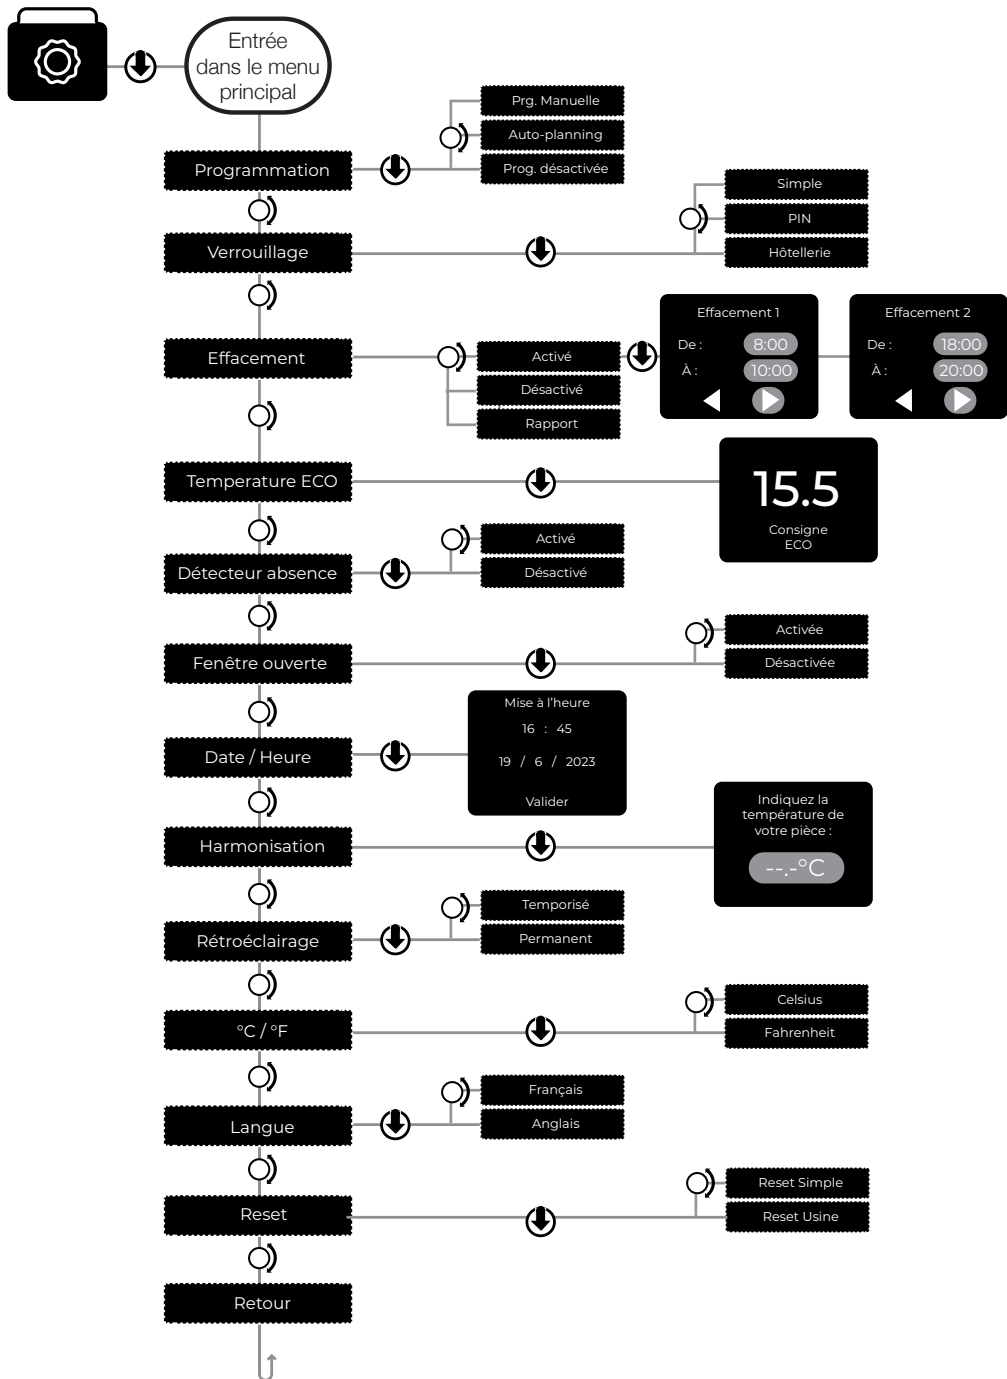 Entrée
dans le menu
principal
Programmation
Prg. Manuelle
Auto-planning
Prog. désactivée
Verrouillage
Simple
PIN
Hôtellerie
Effacement
Activé
Désactivé
Rapport
Effacement 1
De : 8:00
À : 10:00
Effacement 2
De : 18:00
À : 20:00
Temperature ECO
15.5
Consigne
ECO
Détecteur absence
Activé
Désactivé
Fenêtre ouverte
Activée
Désactivée
Date / Heure
Mise à l'heure
16 : 45
19 / 6 / 2023
Valider
Harmonisation
Indiquez la
température de
votre pièce :
--.-°C
Rétroéclairage
Temporisé
Permanent
°C / °F
Celsius
Fahrenheit
Langue
Français
Anglais
Reset
Reset Simple
Reset Usine
Retour